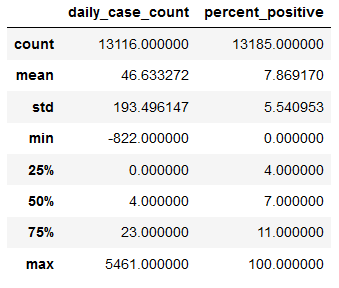 daily_case_count percent_positive
count 13116.000000 13185.000000
mean 46.633272 7.869170
std 193.496147 5.540953
min -822.000000 0.000000
25% 0.000000 4.000000
50% 4.000000 7.000000
75% 23.000000 11.000000
max 5461.000000 100.000000